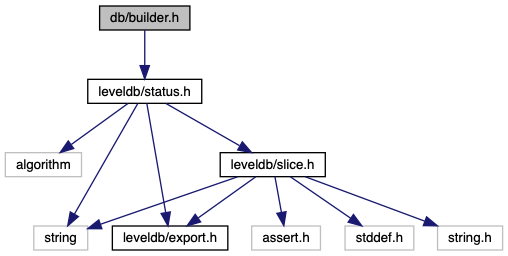 db/builder.h
leveldb/status.h
algorithm
leveldb/slice.h
string
leveldb/export.h
assert.h
stddef.h
string.h